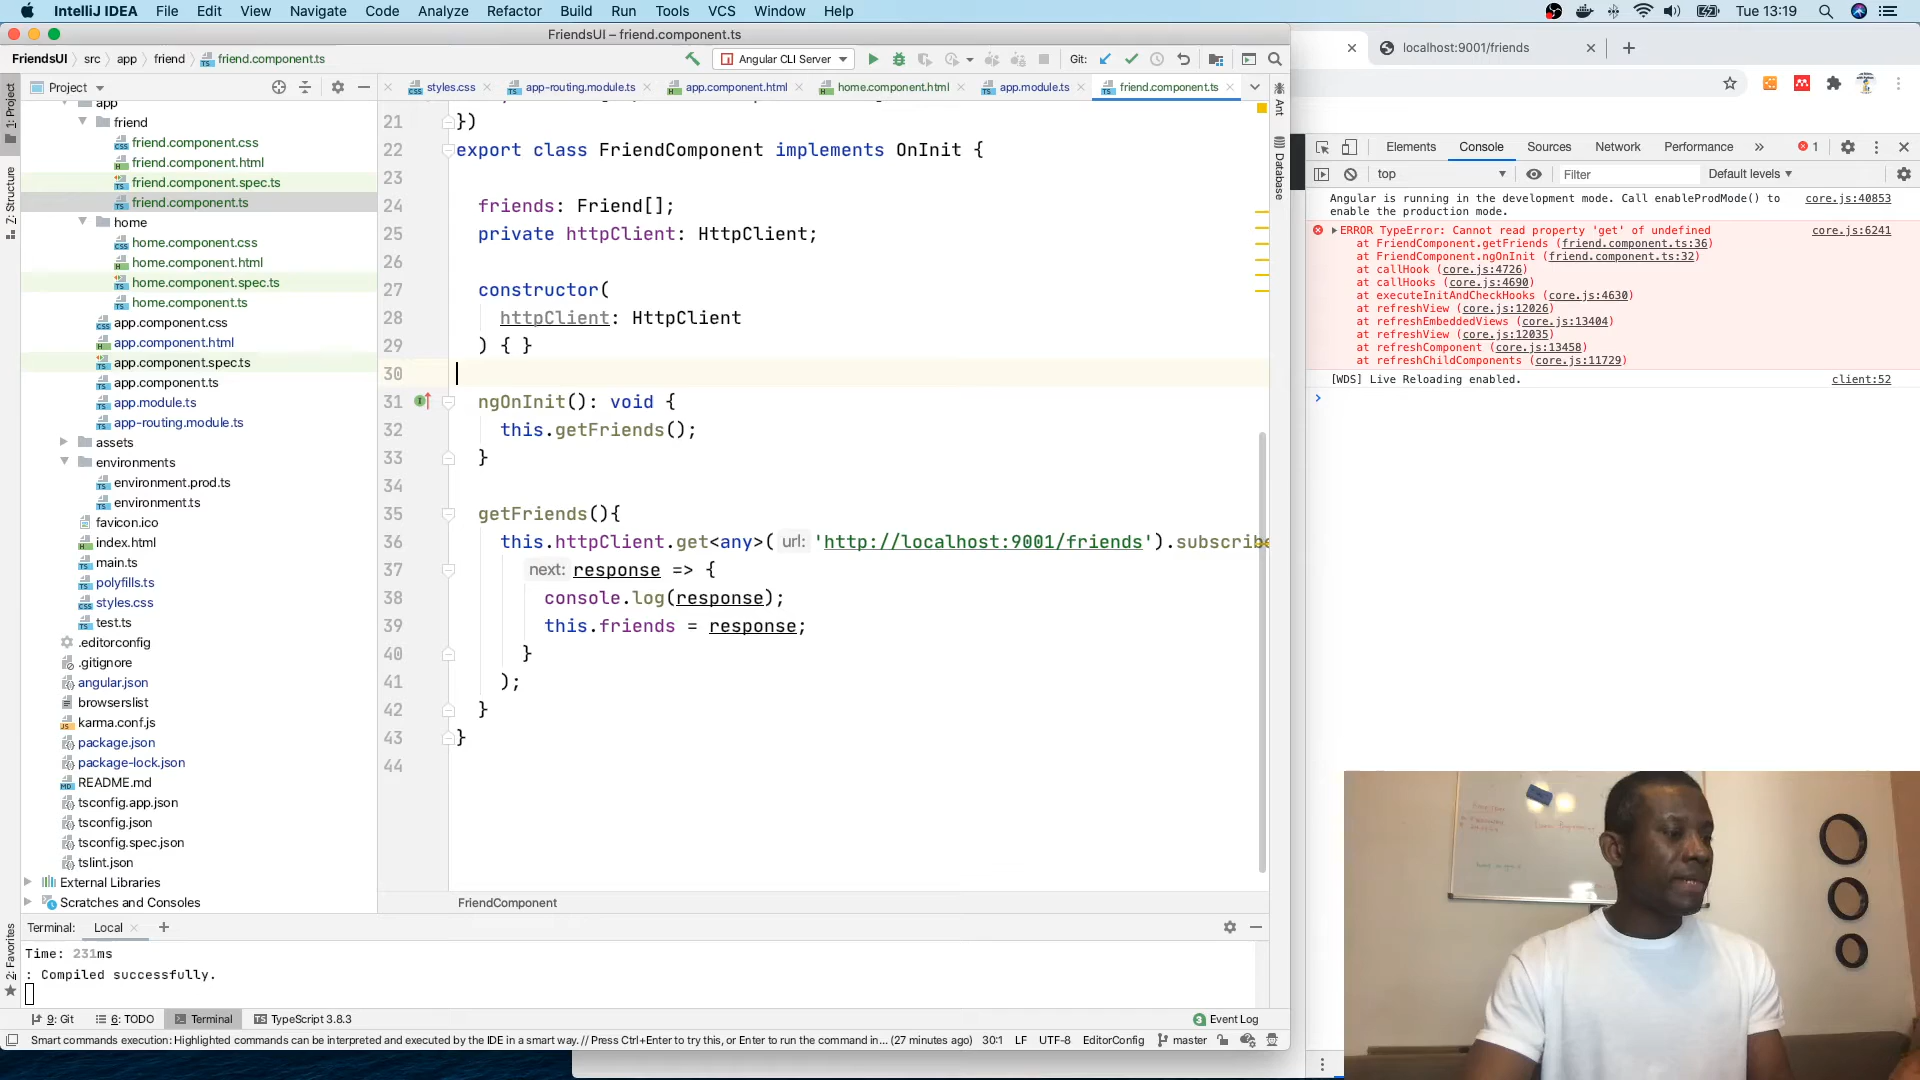 IntelliJ IDEA File Edit View Navigate Code Analyze Refactor Build Run Tools VCS Window Help Tue 13:19
FriendsUI – friend.component.ts
FriendsUI src app friend friend.component.ts Angular CLI Server Git:
localhost:9001/friends
Project
styles.css app-routing.module.ts app.component.html home.component.html app.module.ts friend.component.ts
1: Project
7: Structure
2: Favorites
Ant
Database
app
friend
friend.component.css
friend.component.html
friend.component.spec.ts
friend.component.ts
home
home.component.css
home.component.html
home.component.spec.ts
home.component.ts
app.component.css
app.component.html
app.component.spec.ts
app.component.ts
app.module.ts
app-routing.module.ts
assets
environments
environment.prod.ts
environment.ts
favicon.ico
index.html
main.ts
polyfills.ts
styles.css
test.ts
.editorconfig
.gitignore
angular.json
browserslist
karma.conf.js
package.json
package-lock.json
README.md
tsconfig.app.json
tsconfig.json
tsconfig.spec.json
tslint.json
External Libraries
Scratches and Consoles
21 })
22 export class FriendComponent implements OnInit {
23
24 friends: Friend[];
25 private httpClient: HttpClient;
26
27 constructor(
28 httpClient: HttpClient
29 ) { }
30
31 ngOnInit(): void {
32 this.getFriends();
33 }
34
35 getFriends(){
36 this.httpClient.get<any>( url: 'http://localhost:9001/friends').subscribe
37 next: response => {
38 console.log(response);
39 this.friends = response;
40 }
41 );
42 }
43 }
44
FriendComponent
Terminal: Local
Time: 231ms
: Compiled successfully.
9: Git 6: TODO Terminal TypeScript 3.8.3 3 Event Log
Smart commands execution: Highlighted commands can be interpreted and executed by the IDE in a smart way. // Press Ctrl+Enter to try this, or Enter to run the command in... (27 minutes ago) 30:1 LF UTF-8 EditorConfig master
Elements Console Sources Network Performance 1
top Filter Default levels
Angular is running in the development mode. Call enableProdMode() to core.js:40853
enable the production mode.
ERROR TypeError: Cannot read property 'get' of undefined core.js:6241
at FriendComponent.getFriends (friend.component.ts:36)
at FriendComponent.ngOnInit (friend.component.ts:32)
at callHook (core.js:4726)
at callHooks (core.js:4690)
at executeInitAndCheckHooks (core.js:4630)
at refreshView (core.js:12026)
at refreshEmbeddedViews (core.js:13404)
at refreshView (core.js:12035)
at refreshComponent (core.js:13458)
at refreshChildComponents (core.js:11729)
[WDS] Live Reloading enabled. client:52